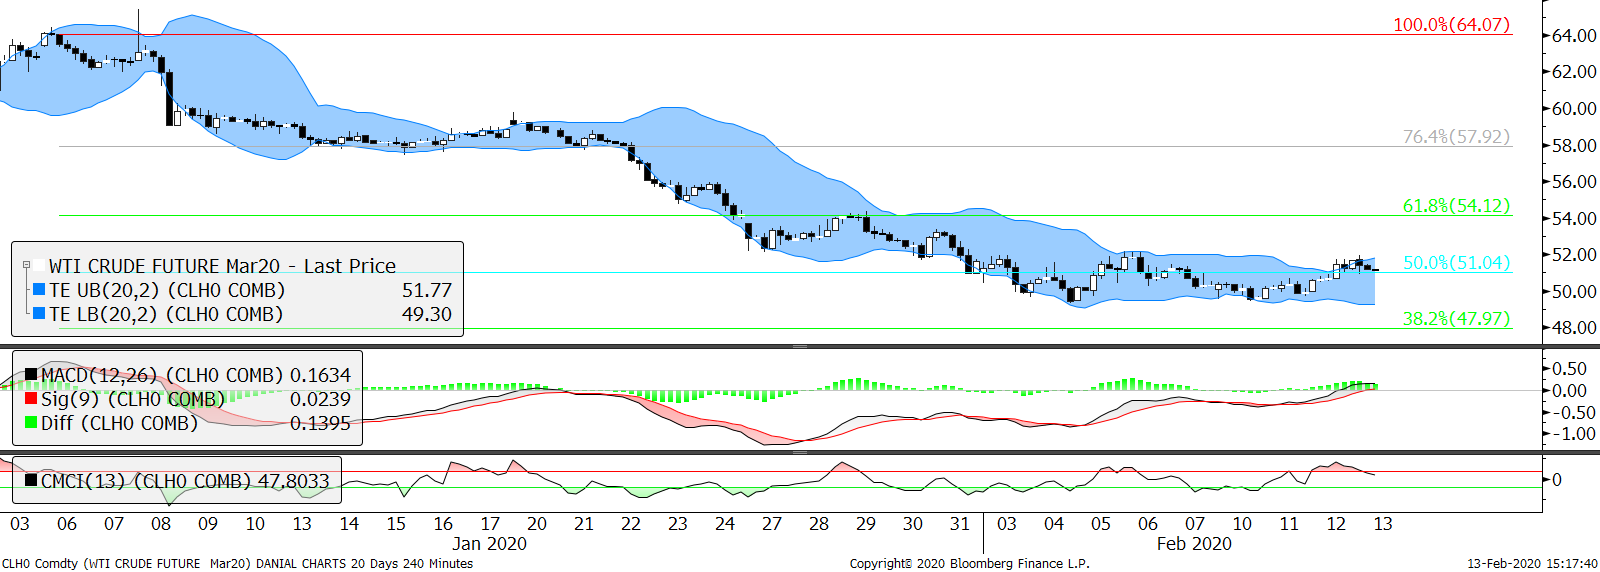 100.0%(64.07)
64.00
62.00
60.00
76.4%(57.92)
58.00
56.00
61.8%(54.12)
54.00
52.00
50.0%(51.04)
50.00
38.2%(47.97)
48.00
WTI CRUDE FUTURE Mar20 - Last Price
TE UB(20,2) (CLH0 COMB) 51.77
TE LB(20,2) (CLH0 COMB) 49.30
MACD(12,26) (CLH0 COMB) 0.1634
Sig(9) (CLH0 COMB) 0.0239
Diff (CLH0 COMB) 0.1395
0.50
0.00
-0.50
-1.00
CMCI(13) (CLH0 COMB) 47.8033
0
03 06 07 08 09 10 13 14 15 16 17 20 21 22 23 24 27 28 29 30 31 03 04 05 06 07 10 11 12 13
Jan 2020 Feb 2020
CLH0 Comdty (WTI CRUDE FUTURE Mar20) DANIAL CHARTS 20 Days 240 Minutes Copyright© 2020 Bloomberg Finance L.P. 13-Feb-2020 15:17:40